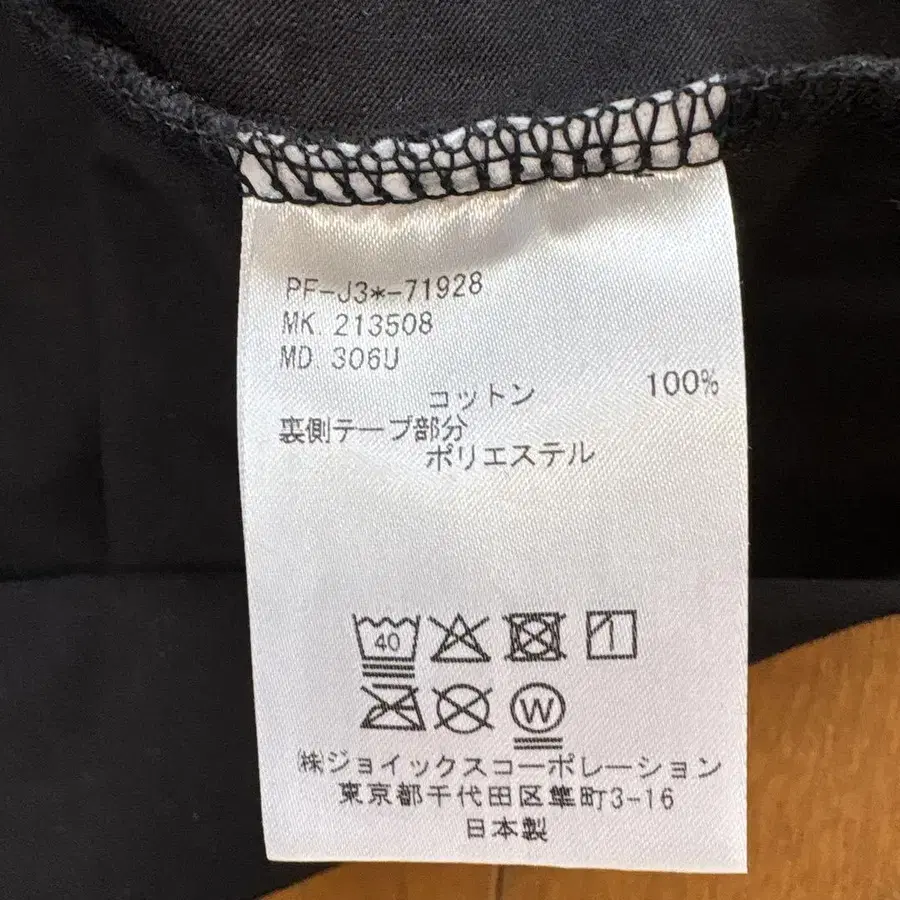 PF-J3*-71928
MK. 213508
MD. 306U
コットン 100%
裏側テープ部分
ポリエステル
40
W
㈱ジョイックスコーポレーション
東京都千代田区隼町3-16
日本製